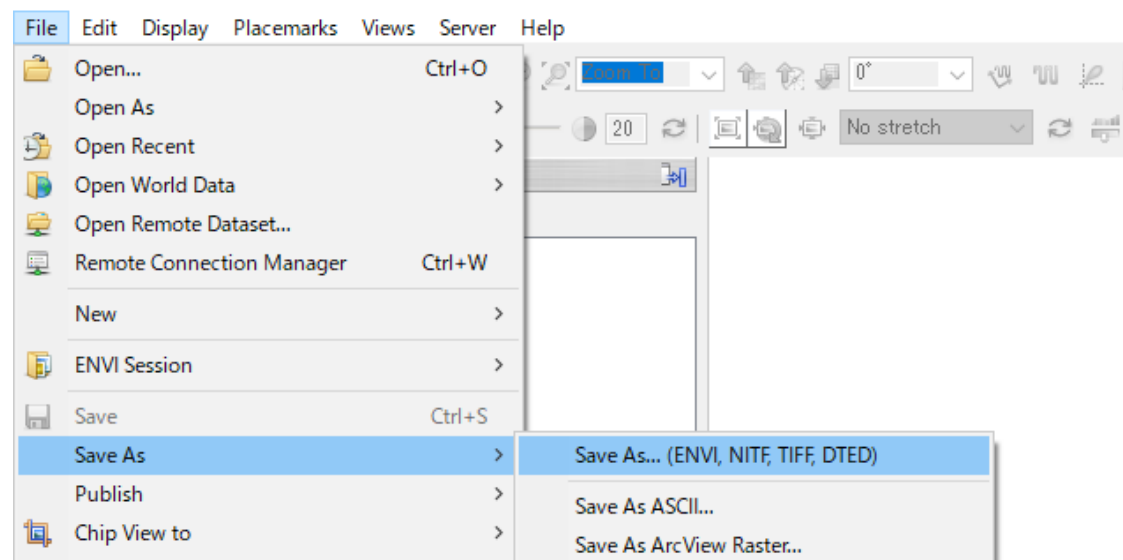 File Edit Display Placemarks Views Server Help
Open... Ctrl+O
Zoom To
0°
Open As
20
No stretch
Open Recent
Open World Data
Open Remote Dataset...
Remote Connection Manager Ctrl+W
New
ENVI Session
Save Ctrl+S
Save As
Save As... (ENVI, NITF, TIFF, DTED)
Publish
Save As ASCII...
Chip View to
Save As ArcView Raster...